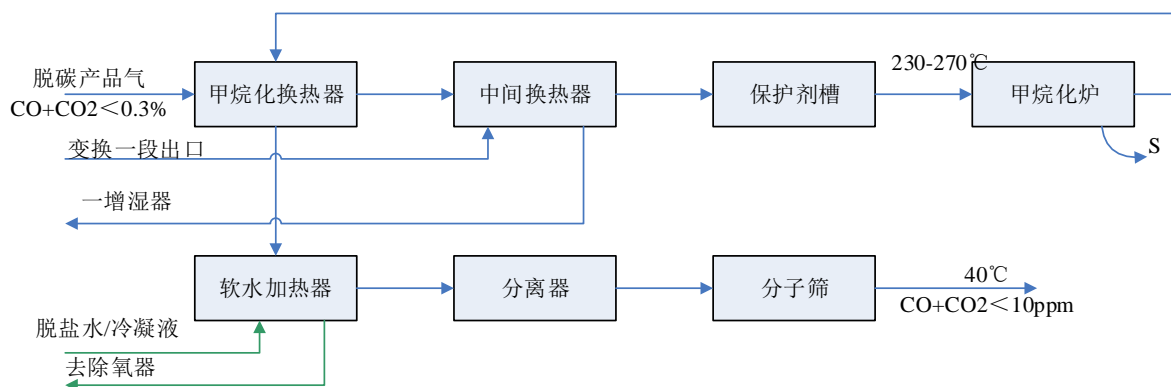 脱碳产品气
CO+CO2＜0.3%
甲烷化换热器
中间换热器
保护剂槽
230-270℃
甲烷化炉
S
变换一段出口
一增湿器
软水加热器
分离器
分子筛
40℃
CO+CO2＜10ppm
脱盐水/冷凝液
去除氧器